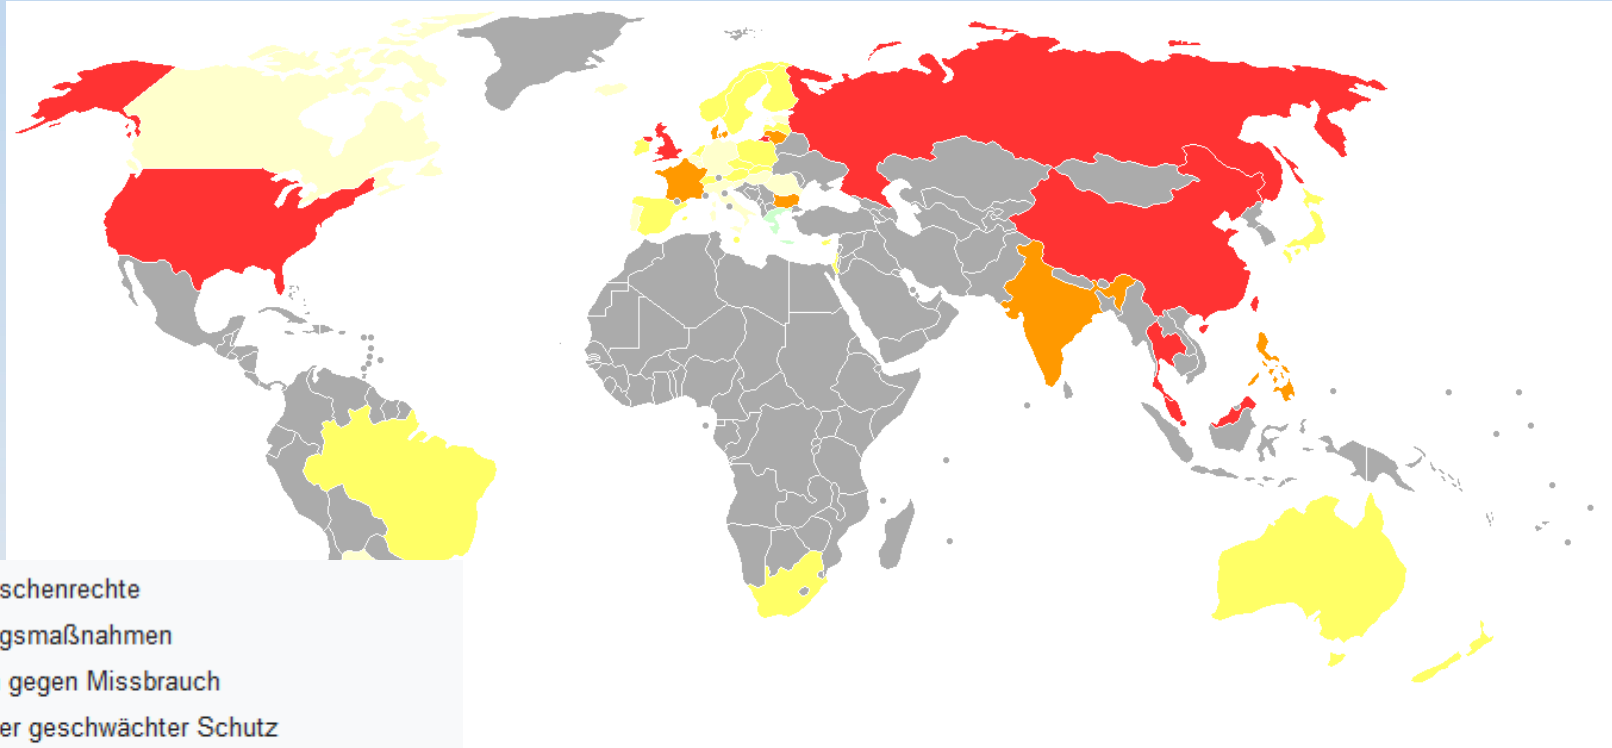 schenrechte
gsmaßnahmen
gegen Missbrauch
er geschwächter Schutz